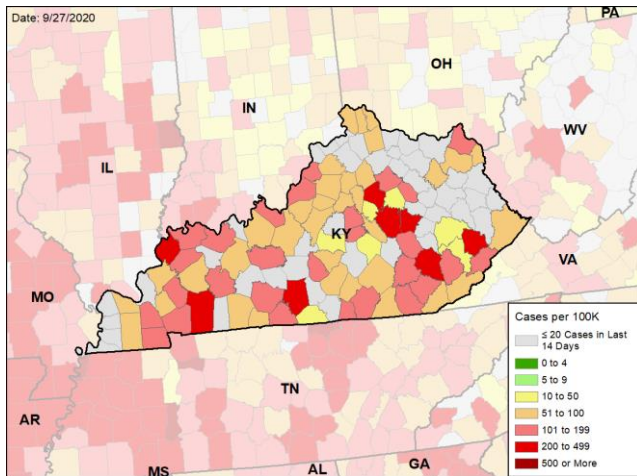 Date: 9/27/2020
PA
OH
IN
IL
WV
KY
VA
MO
TN
AR
MS
AL
GA
Cases per 100K
≤ 20 Cases in Last
14 Days
0 to 4
5 to 9
10 to 50
51 to 100
101 to 199
200 to 499
500 or More